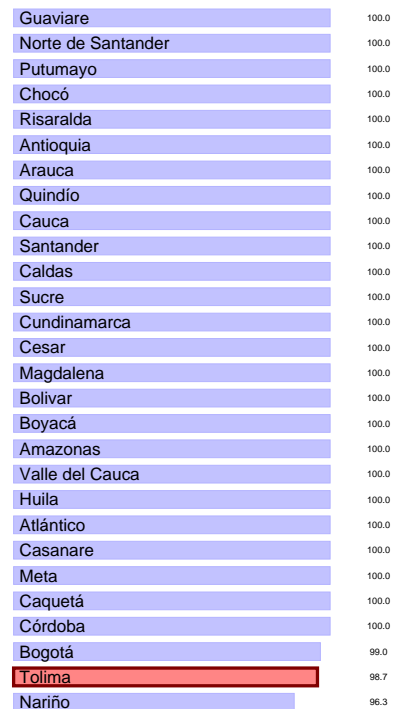 Guaviare 100.0
Norte de Santander 100.0
Putumayo 100.0
Chocó 100.0
Risaralda 100.0
Antioquia 100.0
Arauca 100.0
Quindío 100.0
Cauca 100.0
Santander 100.0
Caldas 100.0
Sucre 100.0
Cundinamarca 100.0
Cesar 100.0
Magdalena 100.0
Bolivar 100.0
Boyacá 100.0
Amazonas 100.0
Valle del Cauca 100.0
Huila 100.0
Atlántico 100.0
Casanare 100.0
Meta 100.0
Caquetá 100.0
Córdoba 100.0
Bogotá 99.0
Tolima 98.7
Nariño 96.3